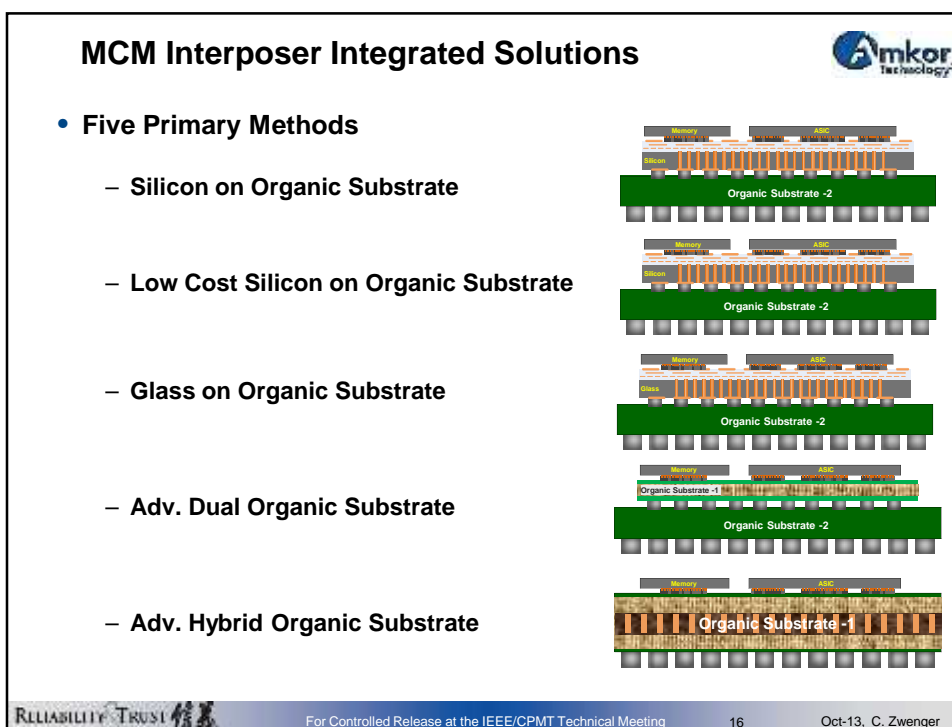 MCM Interposer Integrated Solutions
Amkor
Technology
• Five Primary Methods
– Silicon on Organic Substrate
Memory
ASIC
Silicon
Organic Substrate -2
– Low Cost Silicon on Organic Substrate
Memory
ASIC
Silicon
Organic Substrate -2
– Glass on Organic Substrate
Memory
ASIC
Glass
Organic Substrate -2
– Adv. Dual Organic Substrate
Memory
ASIC
Organic Substrate -1
Organic Substrate -2
– Adv. Hybrid Organic Substrate
Memory
ASIC
Organic Substrate -1
RELIABILITY TRUST
For Controlled Release at the IEEE/CPMT Technical Meeting
16
Oct-13, C. Zwenger